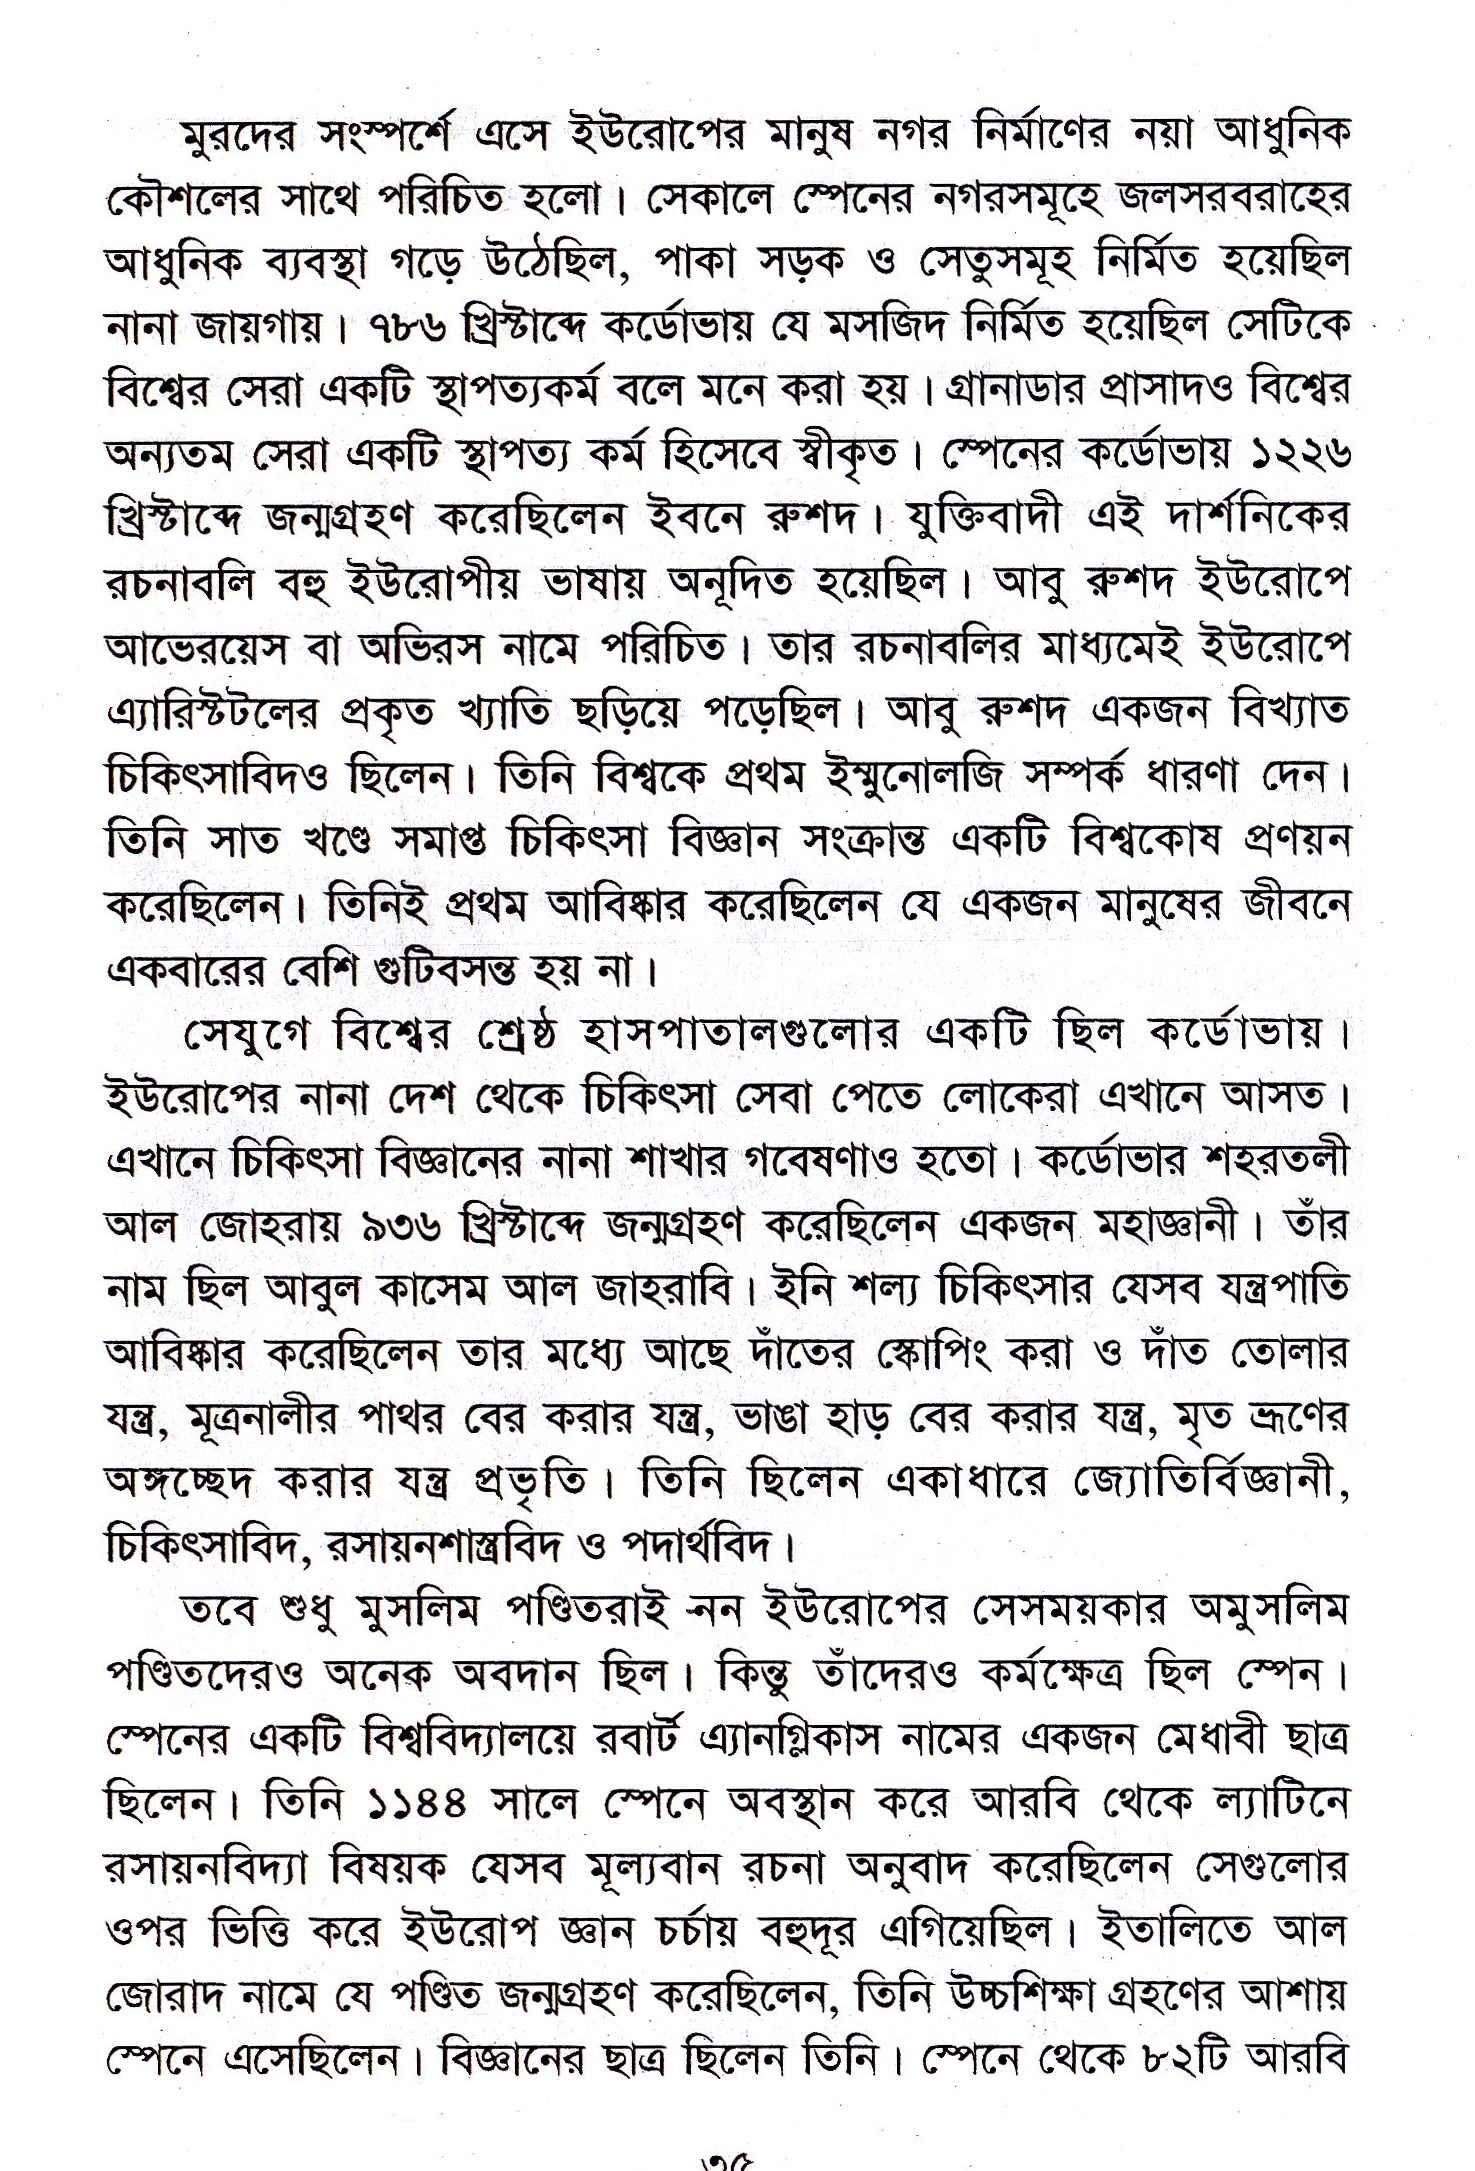 মুরদের সংস্পর্শে এসে ইউরোপের মানুষ নগর নির্মাণের নয়া আধুনিক
কৌশলের সাথে পরিচিত হলো। সেকালে স্পেনের নগরসমূহে জলসরবরাহের
আধুনিক ব্যবস্থা গড়ে উঠেছিল, পাকা সড়ক ও সেতুসমূহ নির্মিত হয়েছিল
নানা জায়গায়। ৭৮৬ খ্রিস্টাব্দে কর্ডোভায় যে মসজিদ নির্মিত হয়েছিল সেটিকে
বিশ্বের সেরা একটি স্থাপত্যকর্ম বলে মনে করা হয়। গ্রানাডার প্রাসাদও বিশ্বের
অন্যতম সেরা একটি স্থাপত্য কর্ম হিসেবে স্বীকৃত। স্পেনের কর্ডোভায় ১২২৬
খ্রিস্টাব্দে জন্মগ্রহণ করেছিলেন ইবনে রুশদ। যুক্তিবাদী এই দার্শনিকের
রচনাবলি বহু ইউরোপীয় ভাষায় অনূদিত হয়েছিল। আবু রুশদ ইউরোপে
আভেরয়েস বা অভিরস নামে পরিচিত। তার রচনাবলির মাধ্যমেই ইউরোপে
এ্যারিস্টটলের প্রকৃত খ্যাতি ছড়িয়ে পড়েছিল। আবু রুশদ একজন বিখ্যাত
চিকিৎসাবিদও ছিলেন। তিনি বিশ্বকে প্রথম ইম্মুনোলজি সম্পর্ক ধারণা দেন।
তিনি সাত খণ্ডে সমাপ্ত চিকিৎসা বিজ্ঞান সংক্রান্ত একটি বিশ্বকোষ প্রণয়ন
করেছিলেন। তিনিই প্রথম আবিষ্কার করেছিলেন যে একজন মানুষের জীবনে
একবারের বেশি গুটিবসন্ত হয় না।
সেযুগে বিশ্বের শ্রেষ্ঠ হাসপাতালগুলোর একটি ছিল কর্ডোভায়।
ইউরোপের নানা দেশ থেকে চিকিৎসা সেবা পেতে লোকেরা এখানে আসত।
এখানে চিকিৎসা বিজ্ঞানের নানা শাখার গবেষণাও হতো। কর্ডোভার শহরতলী
আল জোহরায় ৯৩৬ খ্রিস্টাব্দে জন্মগ্রহণ করেছিলেন একজন মহাজ্ঞানী। তাঁর
নাম ছিল আবুল কাসেম আল জাহরাবি। ইনি শল্য চিকিৎসার যেসব যন্ত্রপাতি
আবিষ্কার করেছিলেন তার মধ্যে আছে দাঁতের স্কোপিং করা ও দাঁত তোলার
যন্ত্র, মূত্রনালীর পাথর বের করার যন্ত্র, ভাঙা হাড় বের করার যন্ত্র, মৃত ভ্রূণের
অঙ্গচ্ছেদ করার যন্ত্র প্রভৃতি। তিনি ছিলেন একাধারে জ্যোতির্বিজ্ঞানী,
চিকিৎসাবিদ, রসায়নশাস্ত্রবিদ ও পদার্থবিদ।
তবে শুধু মুসলিম পণ্ডিতরাই নন ইউরোপের সেসময়কার অমুসলিম
পণ্ডিতদেরও অনেক অবদান ছিল। কিন্তু তাঁদেরও কর্মক্ষেত্র ছিল স্পেন।
স্পেনের একটি বিশ্ববিদ্যালয়ে রবার্ট এ্যানগ্লিকাস নামের একজন মেধাবী ছাত্র
ছিলেন। তিনি ১১৪৪ সালে স্পেনে অবস্থান করে আরবি থেকে ল্যাটিনে
রসায়নবিদ্যা বিষয়ক যেসব মূল্যবান রচনা অনুবাদ করেছিলেন সেগুলোর
ওপর ভিত্তি করে ইউরোপ জ্ঞান চর্চায় বহুদূর এগিয়েছিল। ইতালিতে আল
জোরাদ নামে যে পণ্ডিত জন্মগ্রহণ করেছিলেন, তিনি উচ্চশিক্ষা গ্রহণের আশায়
স্পেনে এসেছিলেন। বিজ্ঞানের ছাত্র ছিলেন তিনি। স্পেনে থেকে ৮২টি আরবি
৩৫